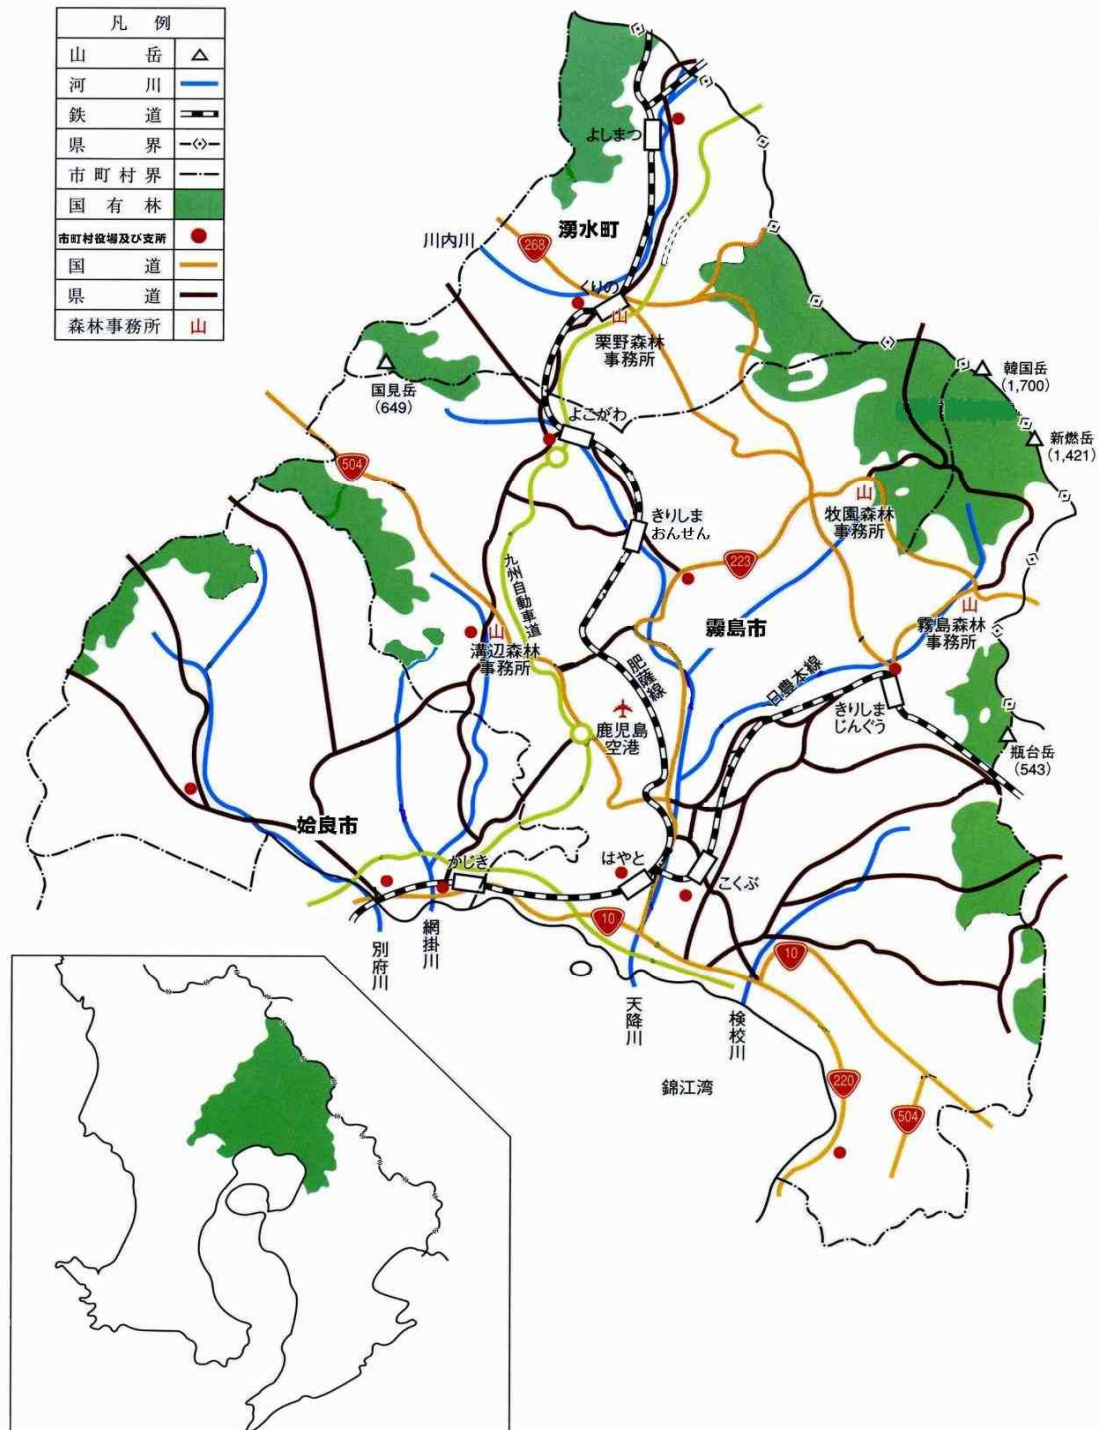 凡 例
山 岳
河 川
鉄 道
県 界
市町村界
国 有 林
市町村役場及び支所
国 道
県 道
森林事務所 山
よしまつ
湧水町
川内川
268
くりの
山
栗野森林
事務所
国見岳
(649)
韓国岳
(1,700)
よこがわ
新燃岳
(1,421)
504
山
牧園森林
事務所
きりしま
おんせん
223
九州自動車道
山
溝辺森林
事務所
霧島市
山
霧島森林
事務所
肥薩線
日豊本線
鹿児島
空港
きりしま
じんぐう
瓶台岳
(543)
姶良市
かじき
はやと
こくぶ
10
10
別府川
網掛川
天降川
検校川
錦江湾
220
504